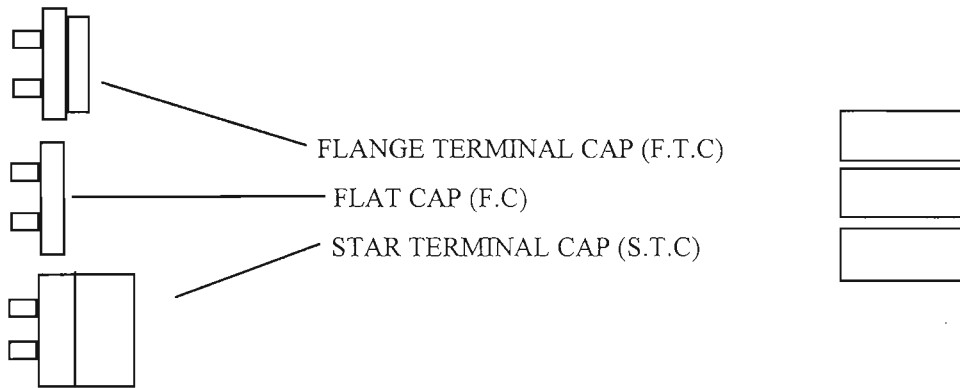 FLANGE TERMINAL CAP (F.T.C)
FLAT CAP (F.C)
STAR TERMINAL CAP (S.T.C)